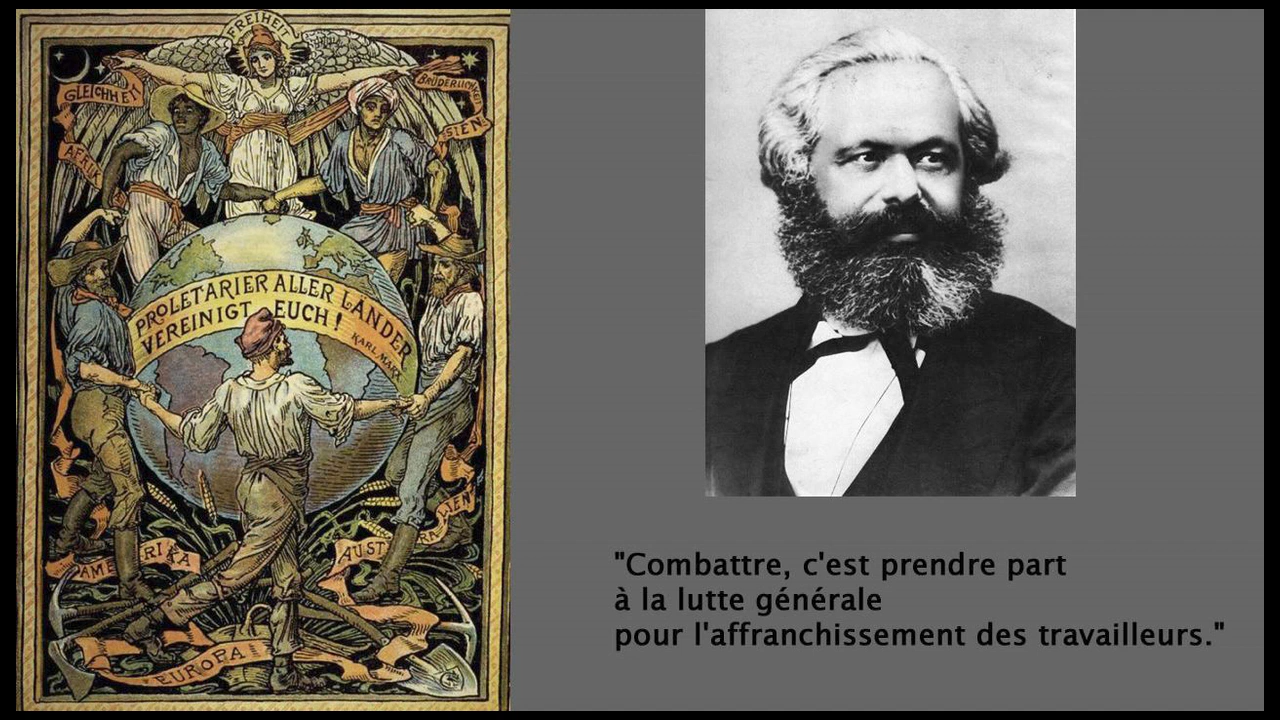 FREIHEIT
GLEICHHEIT
BRÜDERLICHKEIT
AFRIKA
ASIEN
PROLETARIER ALLER LÄNDER
VEREINIGT EUCH!
KARL MARX
AMERIKA
AUSTRALIEN
EUROPA
"Combattre, c'est prendre part
à la lutte générale
pour l'affranchissement des travailleurs."